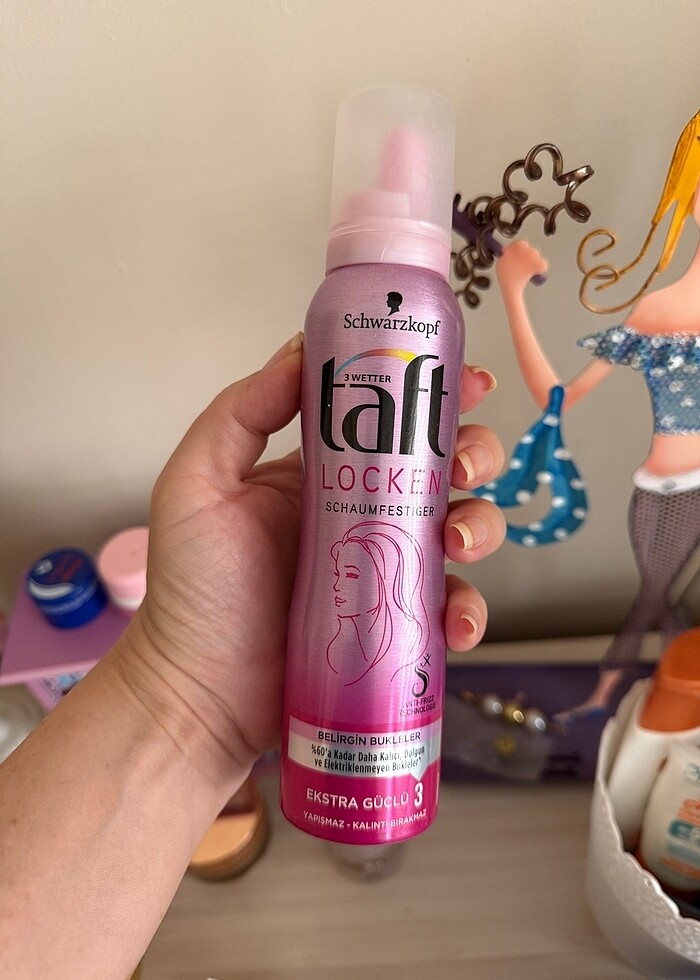 Schwarzkopf
3 WETTER
taft
LOCKEN
SCHAUMFESTIGER
ANTI-FRIZZ
TECHNOLOGIE
BELİRGİN BUKLELER
%60'a Kadar Daha Kalıcı, Dolgun
ve Elektriklenmeyen Bukleler*
EKSTRA GÜÇLÜ 3
YAPIŞMAZ - KALINTI BIRAKMAZ